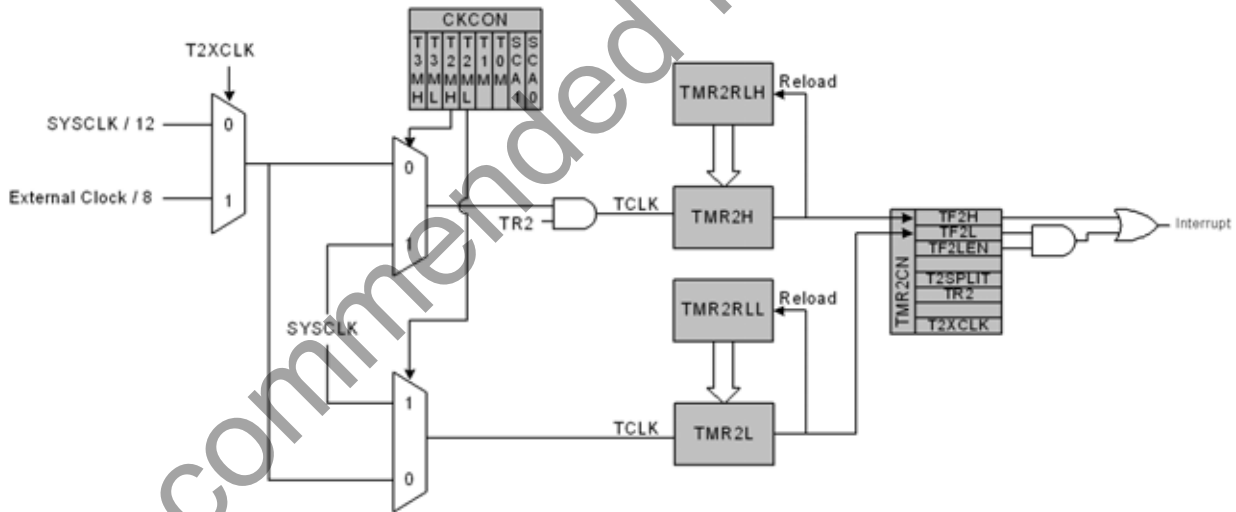 CKCON
T3MH T3ML T2MH T2ML T1M T0M SCA1 SCA0
T2XCLK
SYSCLK / 12
0
External Clock / 8
1
0
1
TR2
TCLK
TMR2RLH
Reload
TMR2H
SYSCLK
1
0
TCLK
TMR2RLL
Reload
TMR2L
TMR2CN
TF2H
TF2L
TF2LEN
T2SPLIT
TR2
T2XCLK
Interrupt
commended